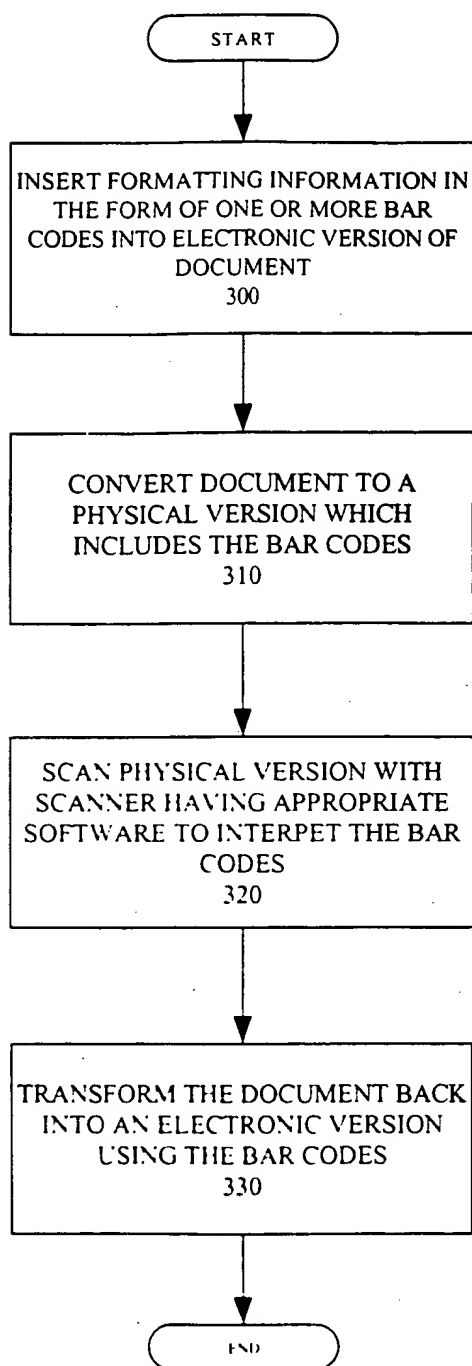 START
INSERT FORMATTING INFORMATION IN
THE FORM OF ONE OR MORE BAR
CODES INTO ELECTRONIC VERSION OF
DOCUMENT
300
CONVERT DOCUMENT TO A
PHYSICAL VERSION WHICH
INCLUDES THE BAR CODES
310
SCAN PHYSICAL VERSION WITH
SCANNER HAVING APPROPRIATE
SOFTWARE TO INTERPET THE BAR
CODES
320
TRANSFORM THE DOCUMENT BACK
INTO AN ELECTRONIC VERSION
USING THE BAR CODES
330
END